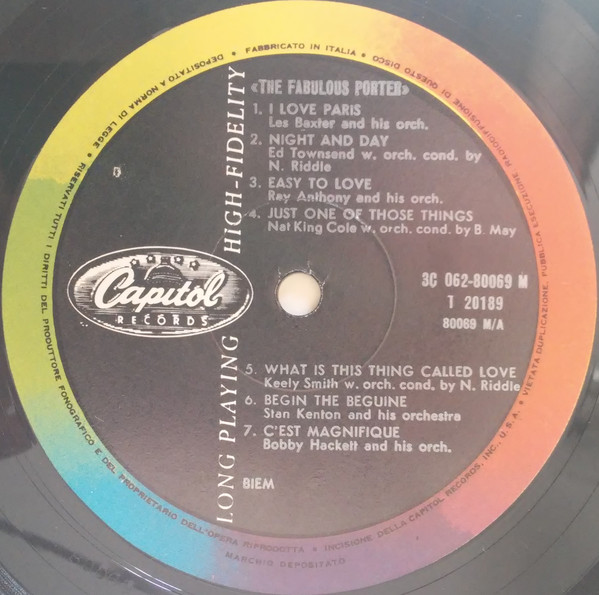 ★ FABBRICATO IN ITALIA ★ VIETATA DUPLICAZIONE, PUBBLICA ESECUZIONE RADIODIFFUSIONE DI QUESTO DISCO
★ RISERVATI TUTTI I DIRITTI DEL PRODUTTORE FONOGRAFICO E DEL PROPRIETARIO DELL'OPERA RIPRODOTTA ★ INCISIONE DELLA CAPITOL RECORDS, INC., U.S.A. ★
DEPOSITATO A NORMA DI LEGGE ★
«THE FABULOUS PORTER»
1. I LOVE PARIS
Les Baxter and his orch.
2. NIGHT AND DAY
Ed Townsend w. orch. cond. by
N. Riddle
3. EASY TO LOVE
Ray Anthony and his orch.
4. JUST ONE OF THOSE THINGS
Nat King Cole w. orch. cond. by B. May
LONG PLAYING HIGH-FIDELITY
Capitol
RECORDS
3C 062-80069 M
T 20189
80069 M/A
5. WHAT IS THIS THING CALLED LOVE
Keely Smith w. orch. cond. by N. Riddle
6. BEGIN THE BEGUINE
Stan Kenton and his orchestra
7. C'EST MAGNIFIQUE
Bobby Hackett and his orch.
BIEM
MARCHIO DEPOSITATO